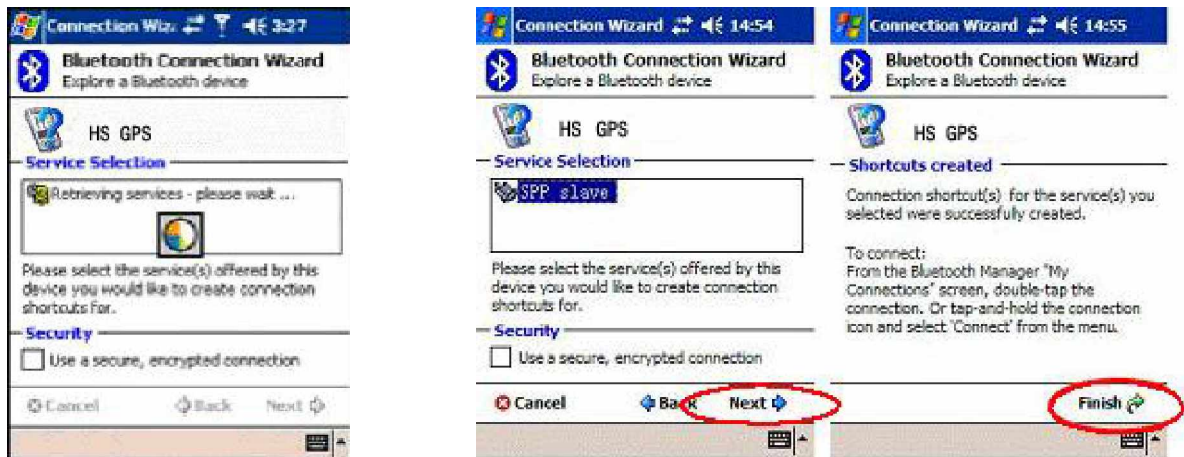 Connection Wiz. 3:27
Bluetooth Connection Wizard
Explore a Bluetooth device
HS GPS
Service Selection
Retrieving services - please wait ...
Please select the service(s) offered by this
device you would like to create connection
shortcuts for.
Security
Use a secure, encrypted connection
Cancel Back Next
Connection Wizard 14:54
Bluetooth Connection Wizard
Explore a Bluetooth device
HS GPS
Service Selection
SPP slave
Please select the service(s) offered by this
device you would like to create connection
shortcuts for.
Security
Use a secure, encrypted connection
Cancel Back Next
Connection Wizard 14:55
Bluetooth Connection Wizard
Explore a Bluetooth device
HS GPS
Shortcuts created
Connection shortcut(s) for the service(s) you
selected were successfully created.
To connect:
From the Bluetooth Manager "My
Connections" screen, double-tap the
connection. Or tap-and-hold the connection
icon and select 'Connect' from the menu.
Finish